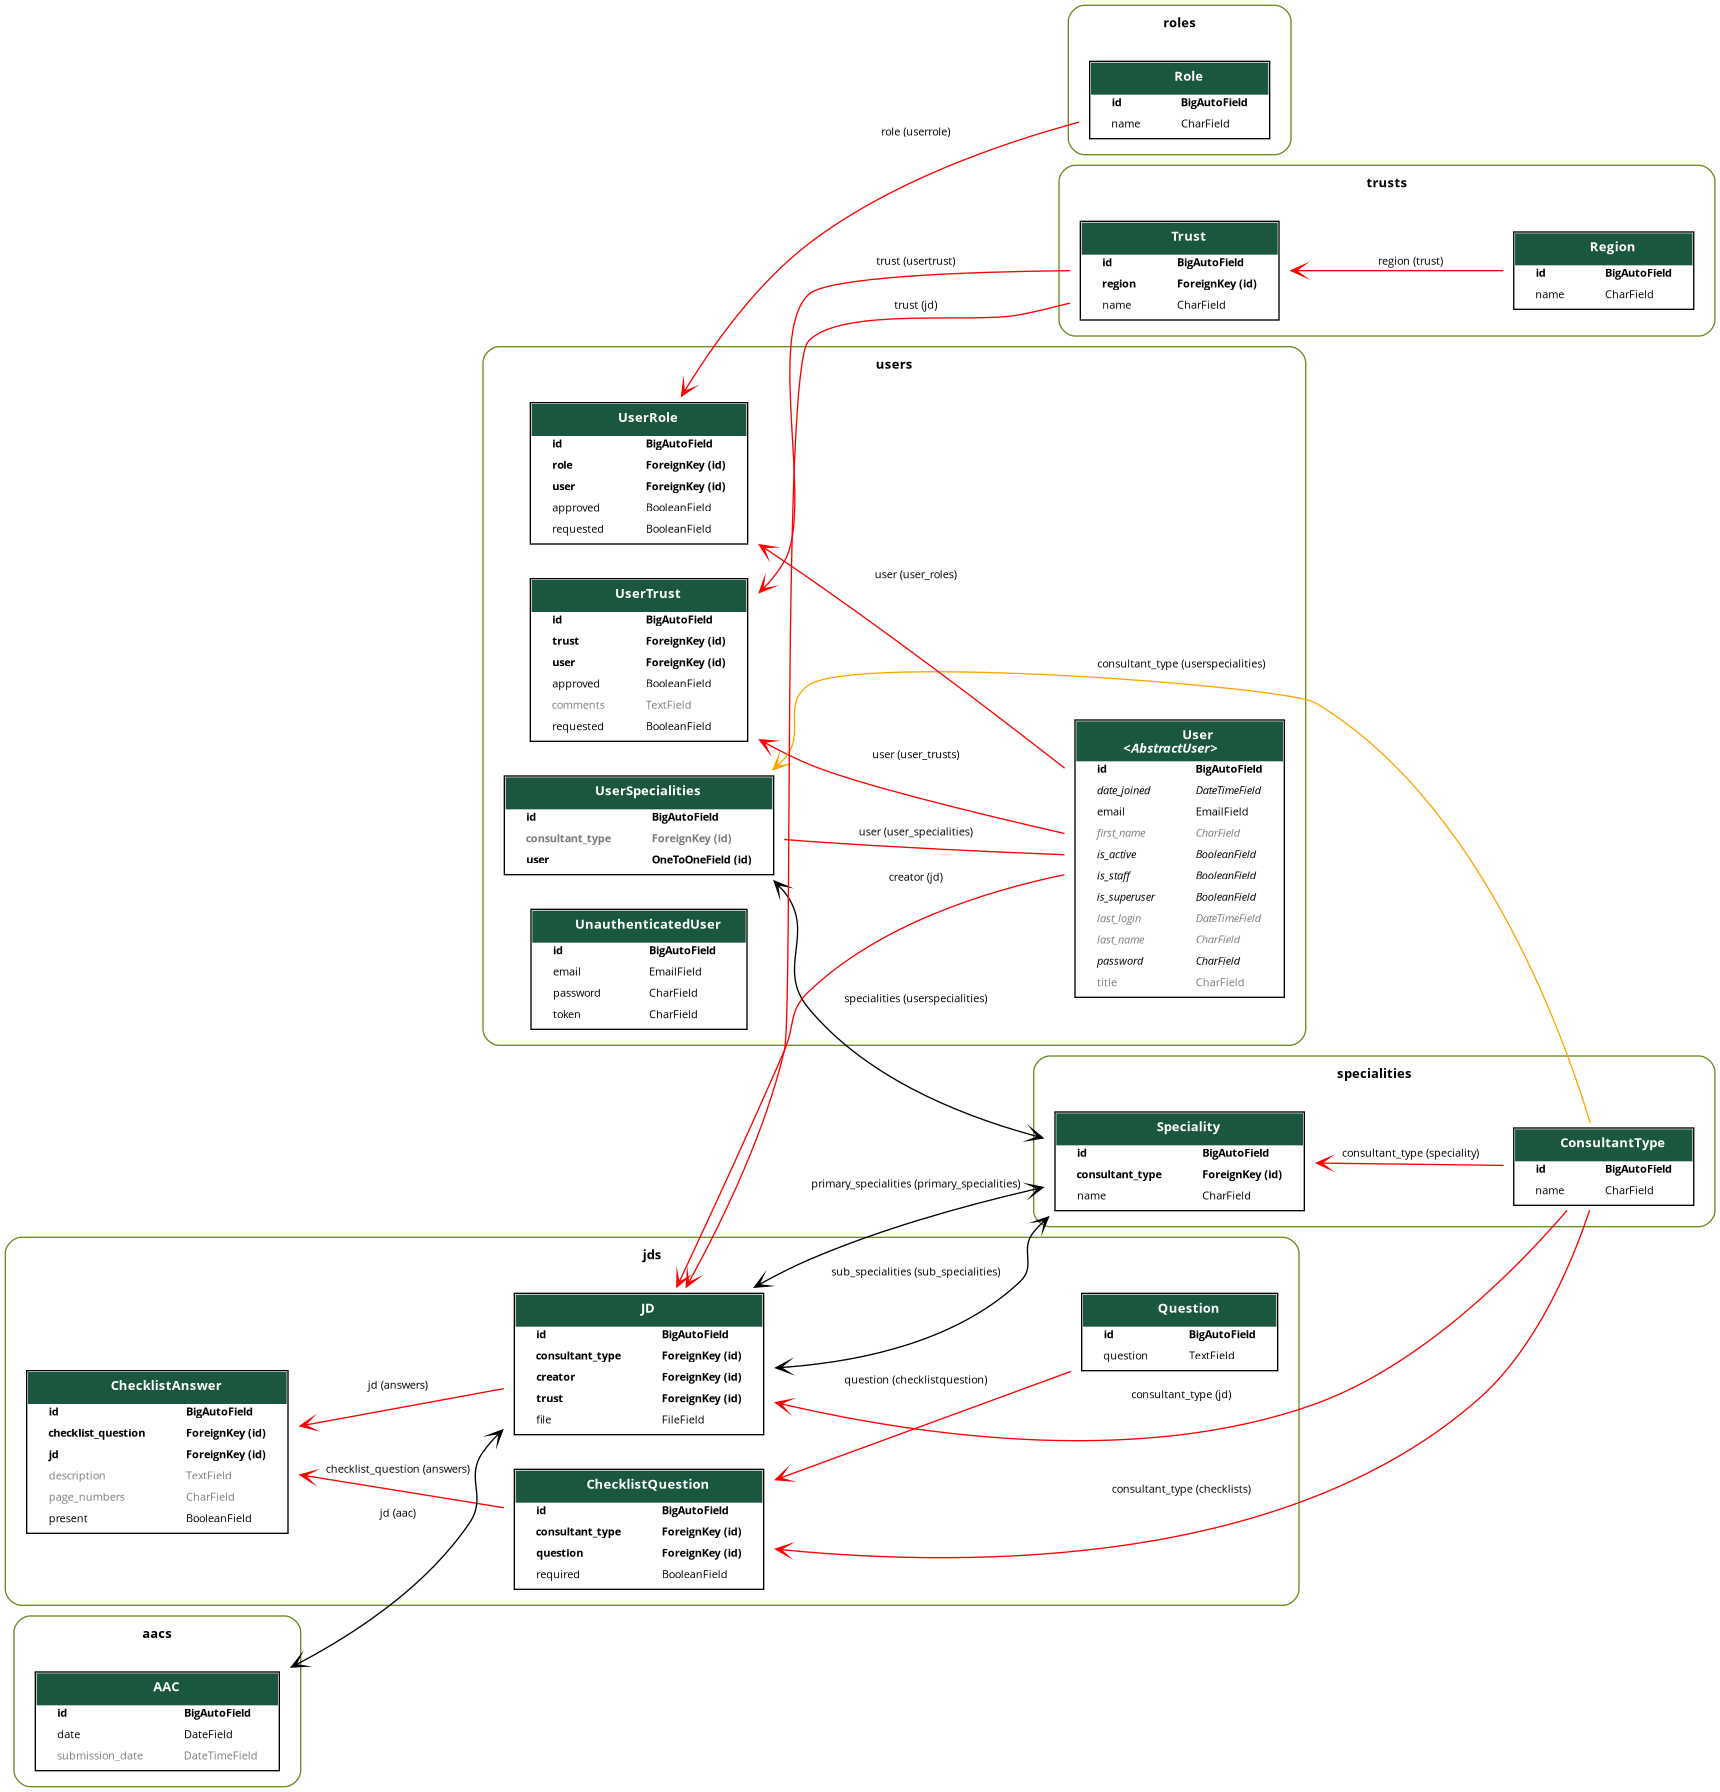 roles
Role
id BigAutoField
name CharField
role (userrole)
trusts
Trust
id BigAutoField
region ForeignKey (id)
name CharField
region (trust)
Region
id BigAutoField
name CharField
trust (usertrust)
trust (jd)
users
UserRole
id BigAutoField
role ForeignKey (id)
user ForeignKey (id)
approved BooleanField
requested BooleanField
user (user_roles)
UserTrust
id BigAutoField
trust ForeignKey (id)
user ForeignKey (id)
approved BooleanField
comments TextField
requested BooleanField
consultant_type (userspecialities)
user (user_trusts)
User
<AbstractUser>
id BigAutoField
date_joined DateTimeField
email EmailField
first_name CharField
is_active BooleanField
is_staff BooleanField
is_superuser BooleanField
last_login DateTimeField
last_name CharField
password CharField
title CharField
UserSpecialities
id BigAutoField
consultant_type ForeignKey (id)
user OneToOneField (id)
user (user_specialities)
creator (jd)
UnauthenticatedUser
id BigAutoField
email EmailField
password CharField
token CharField
specialities (userspecialities)
specialities
Speciality
id BigAutoField
consultant_type ForeignKey (id)
name CharField
consultant_type (speciality)
ConsultantType
id BigAutoField
name CharField
primary_specialities (primary_specialities)
jds
sub_specialities (sub_specialities)
JD
id BigAutoField
consultant_type ForeignKey (id)
creator ForeignKey (id)
trust ForeignKey (id)
file FileField
Question
id BigAutoField
question TextField
question (checklistquestion)
consultant_type (jd)
ChecklistAnswer
id BigAutoField
checklist_question ForeignKey (id)
jd ForeignKey (id)
description TextField
page_numbers CharField
present BooleanField
jd (answers)
checklist_question (answers)
jd (aac)
ChecklistQuestion
id BigAutoField
consultant_type ForeignKey (id)
question ForeignKey (id)
required BooleanField
consultant_type (checklists)
aacs
AAC
id BigAutoField
date DateField
submission_date DateTimeField